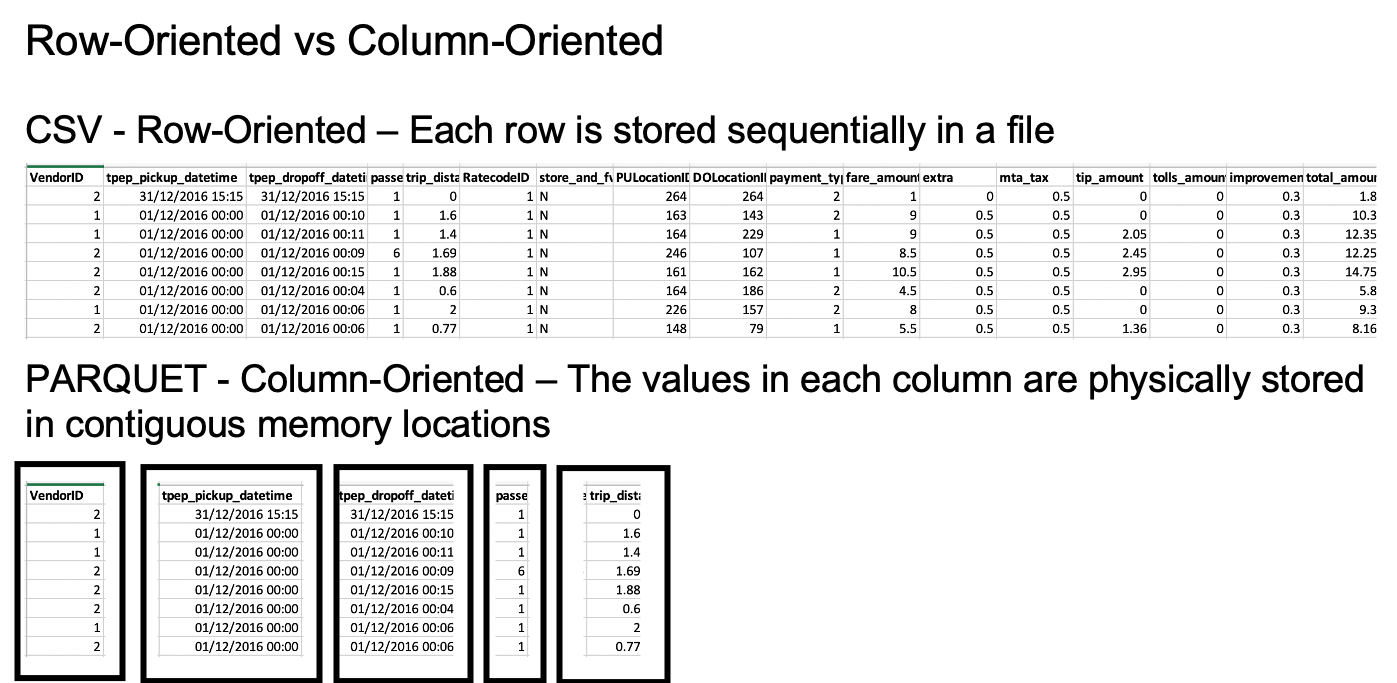 Row-Oriented vs Column-Oriented
CSV - Row-Oriented – Each row is stored sequentially in a file
VendorID tpep_pickup_datetime tpep_dropoff_dateti passe trip_dista RatecodeID store_and_fw PULocationID DOLocationID payment_typ fare_amount extra mta_tax tip_amount tolls_amoun improvemen total_amour
2 31/12/2016 15:15 31/12/2016 15:15 1 0 1 N 264 264 2 1 0 0.5 0 0 0.3 1.8
1 01/12/2016 00:00 01/12/2016 00:10 1 1.6 1 N 163 143 2 9 0.5 0.5 0 0 0.3 10.3
1 01/12/2016 00:00 01/12/2016 00:11 1 1.4 1 N 164 229 1 9 0.5 0.5 2.05 0 0.3 12.35
2 01/12/2016 00:00 01/12/2016 00:09 6 1.69 1 N 246 107 1 8.5 0.5 0.5 2.45 0 0.3 12.25
2 01/12/2016 00:00 01/12/2016 00:15 1 1.88 1 N 161 162 1 10.5 0.5 0.5 2.95 0 0.3 14.75
2 01/12/2016 00:00 01/12/2016 00:04 1 0.6 1 N 164 186 2 4.5 0.5 0.5 0 0 0.3 5.8
1 01/12/2016 00:00 01/12/2016 00:06 1 2 1 N 226 157 2 8 0.5 0.5 0 0 0.3 9.3
2 01/12/2016 00:00 01/12/2016 00:06 1 0.77 1 N 148 79 1 5.5 0.5 0.5 1.36 0 0.3 8.16
PARQUET - Column-Oriented – The values in each column are physically stored
in contiguous memory locations
VendorID tpep_pickup_datetime tpep_dropoff_dateti passe trip_dista
2 31/12/2016 15:15 31/12/2016 15:15 1 0
1 01/12/2016 00:00 01/12/2016 00:10 1 1.6
1 01/12/2016 00:00 01/12/2016 00:11 1 1.4
2 01/12/2016 00:00 01/12/2016 00:09 6 1.69
2 01/12/2016 00:00 01/12/2016 00:15 1 1.88
2 01/12/2016 00:00 01/12/2016 00:04 1 0.6
1 01/12/2016 00:00 01/12/2016 00:06 1 2
2 01/12/2016 00:00 01/12/2016 00:06 1 0.77